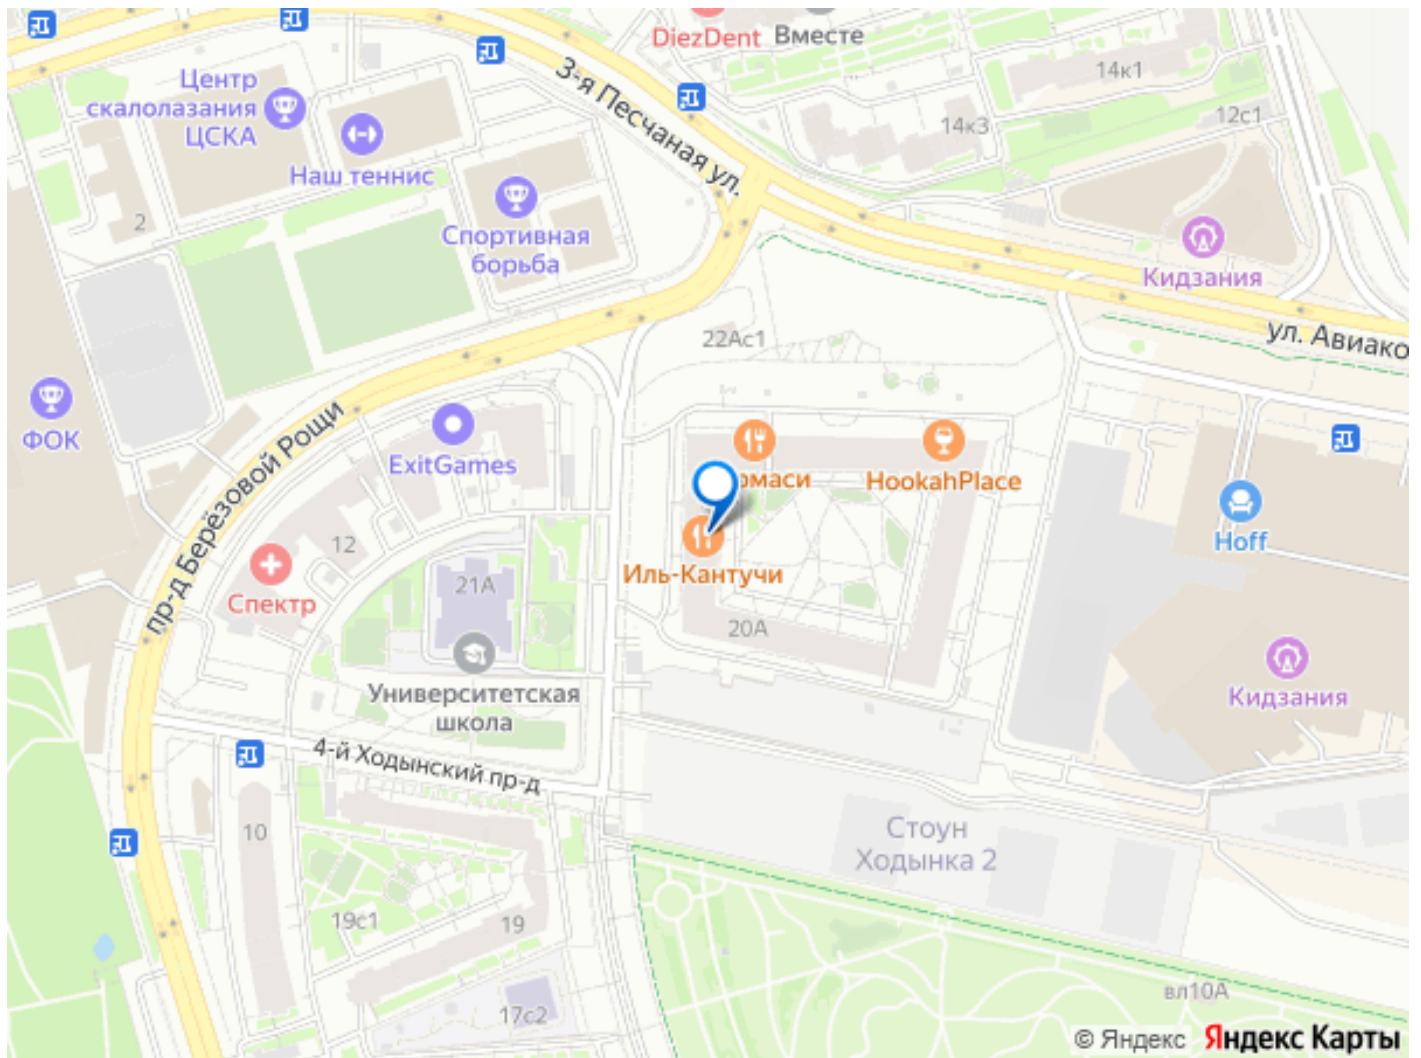 DiezDent
Вместе
Центр
скалолазания
ЦСКА
3-я Песчаная ул.
14к1
12с1
14к3
Наш теннис
2
Спортивная
борьба
Кидзания
22Ас1
ул. Авиако
ФОК
пр-д Берёзовой Рощи
ExitGames
омаси
HookahPlace
Hoff
12
Иль-Кантучи
21А
Спектр
20А
Университетская
школа
Кидзания
4-й Ходынский пр-д
10
Стоун
Ходынка 2
19с1
19
17с2
вл10А
© Яндекс Яндекс Карты